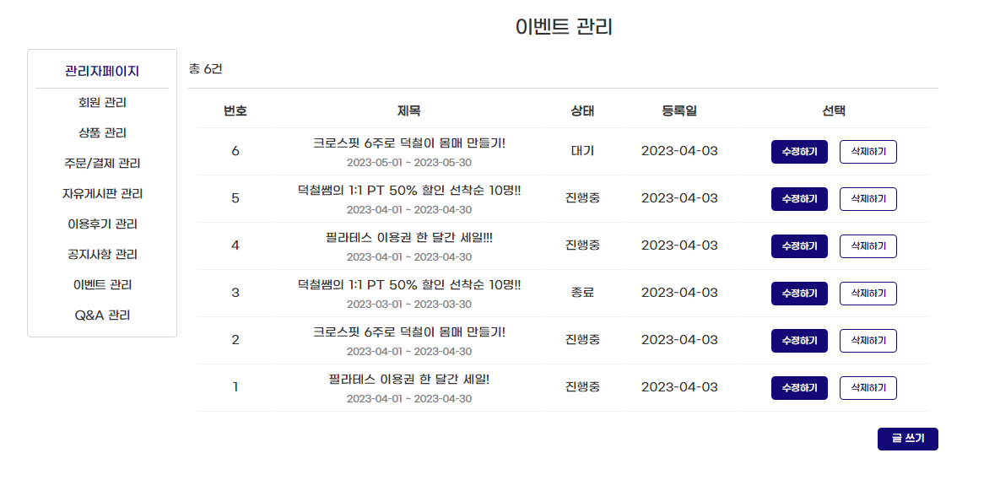 이벤트 관리
관리자페이지
회원 관리
상품 관리
주문/결제 관리
자유게시판 관리
이용후기 관리
공지사항 관리
이벤트 관리
Q&A 관리
총 6건
번호 제목 상태 등록일 선택
6 크로스핏 6주로 덕철이 몸매 만들기! 대기 2023-04-03 수정하기 삭제하기
2023-05-01 ~ 2023-05-30
5 덕철쌤의 1:1 PT 50% 할인 선착순 10명!! 진행중 2023-04-03 수정하기 삭제하기
2023-04-01 ~ 2023-04-30
4 필라테스 이용권 한 달간 세일!!! 진행중 2023-04-03 수정하기 삭제하기
2023-04-01 ~ 2023-04-30
3 덕철쌤의 1:1 PT 50% 할인 선착순 10명!! 종료 2023-04-03 수정하기 삭제하기
2023-03-01 ~ 2023-03-30
2 크로스핏 6주로 덕철이 몸매 만들기! 진행중 2023-04-03 수정하기 삭제하기
2023-04-01 ~ 2023-04-30
1 필라테스 이용권 한 달간 세일! 진행중 2023-04-03 수정하기 삭제하기
2023-04-01 ~ 2023-04-30
글 쓰기